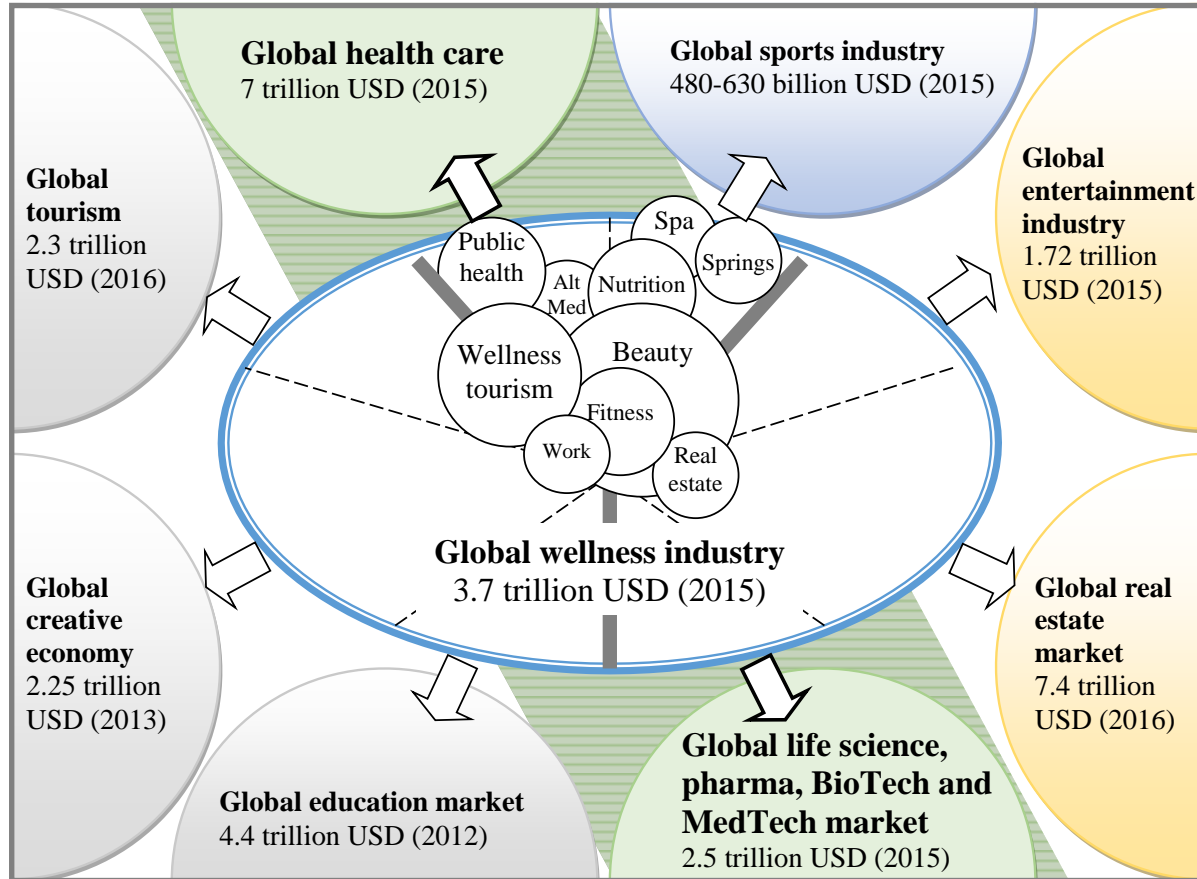 Global health care
7 trillion USD (2015)
Global sports industry
480-630 billion USD (2015)
Global
tourism
2.3 trillion
USD (2016)
Global
entertainment
industry
1.72 trillion
USD (2015)
Public
health
Alt
Med
Nutrition
Spa
Springs
Wellness
tourism
Beauty
Fitness
Work
Real
estate
Global wellness industry
3.7 trillion USD (2015)
Global
creative
economy
2.25 trillion
USD (2013)
Global real
estate
market
7.4 trillion
USD (2016)
Global education market
4.4 trillion USD (2012)
Global life science,
pharma, BioTech and
MedTech market
2.5 trillion USD (2015)